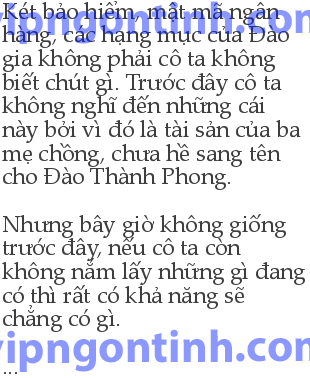 Két bảo hiểm, mật mã ngân
hàng, các hạng mục của Đào
gia không phải cô ta không
biết chút gì. Trước đây cô ta
không nghĩ đến những cái
này bởi vì đó là tài sản của ba
mẹ chồng, chưa hề sang tên
cho Đào Thành Phong.
Nhưng bây giờ không giống
trước đây, nếu cô ta còn
không nắm lấy những gì đang
có thì rất có khả năng sẽ
chẳng có gì.
vipngontinh.com
...